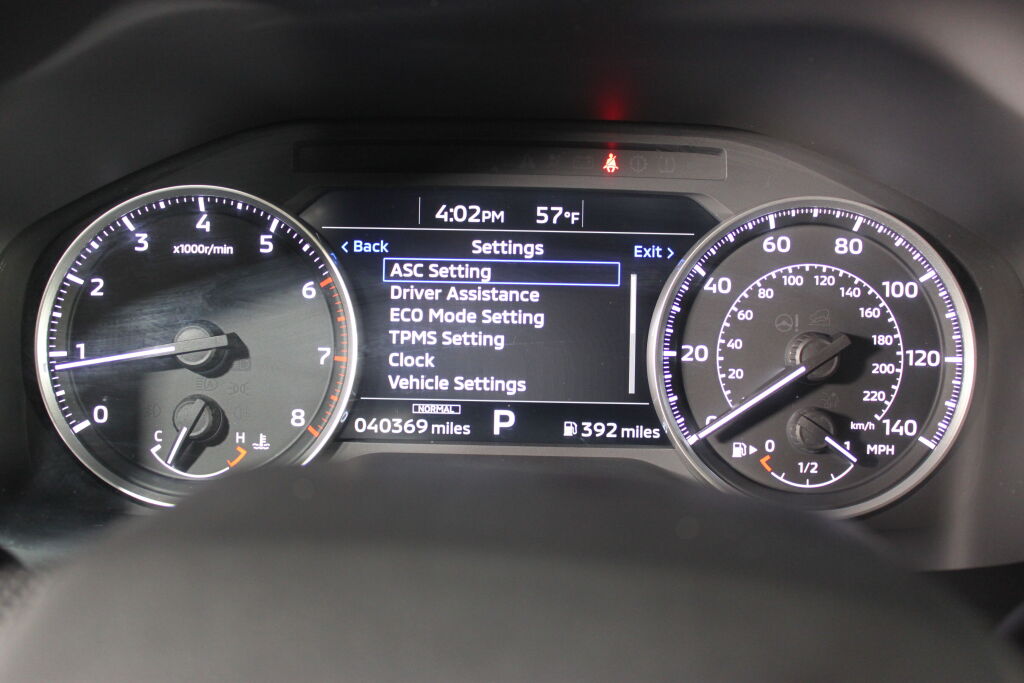 4:02PM 57°F
< Back Settings Exit >
ASC Setting
Driver Assistance
ECO Mode Setting
TPMS Setting
Clock
Vehicle Settings
NORMAL
040369 miles P 392 miles
0 1 2 3 4 5 6 7 8
x1000r/min
C H
0 20 40 60 80 100 120 140
20 40 60 80 100 120 140 160 180 200 220
km/h
MPH
0 1/2 1